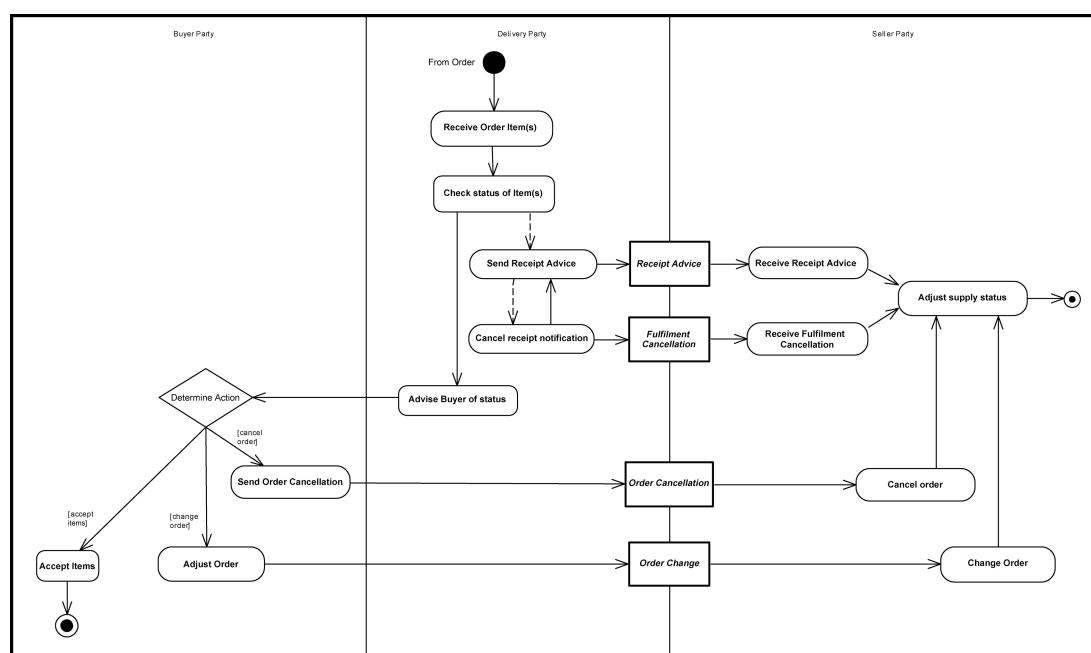 Buyer Party
Delivery Party
Seller Party
From Order
Receive Order Item(s)
Check status of Item(s)
Send Receipt Advice
Receipt Advice
Receive Receipt Advice
Adjust supply status
Cancel receipt notification
Fulfilment
Cancellation
Receive Fulfilment
Cancellation
Determine Action
Advise Buyer of status
[cancel
order]
Send Order Cancellation
Order Cancellation
Cancel order
[accept
items]
[change
order]
Accept Items
Adjust Order
Order Change
Change Order